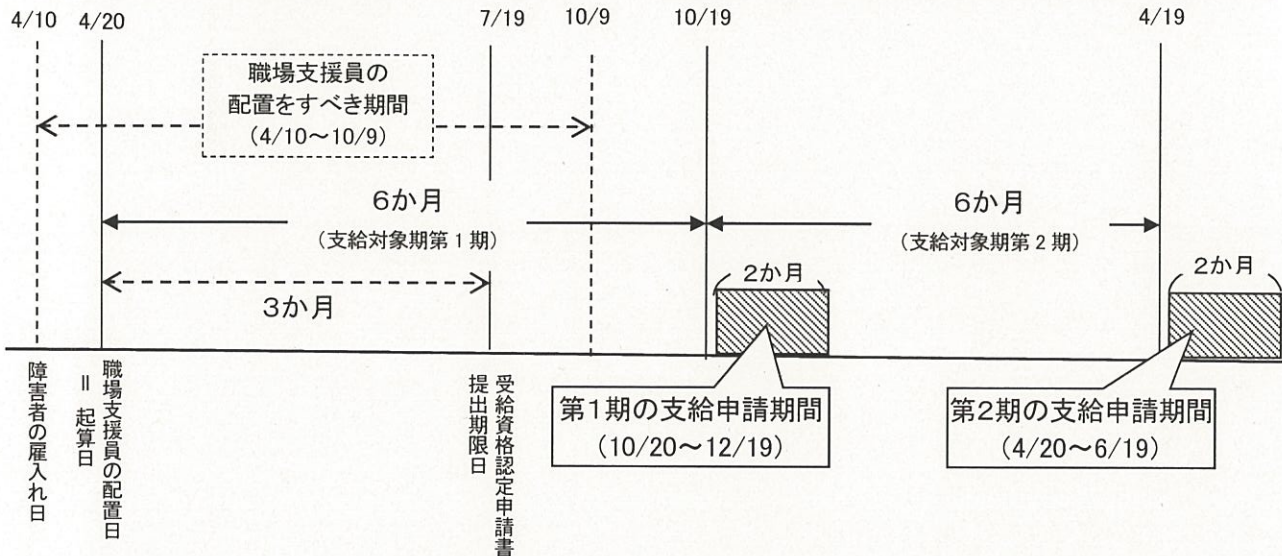 4/10 4/20 7/19 10/9 10/19 4/19
職場支援員の
配置をすべき期間
(4/10～10/9)
6か月
(支給対象期第1期)
6か月
(支給対象期第2期)
3か月
2か月
2か月
障害者の雇入れ日
職場支援員の配置日
＝起算日
受給資格認定申請書
提出期限日
第1期の支給申請期間
(10/20～12/19)
第2期の支給申請期間
(4/20～6/19)